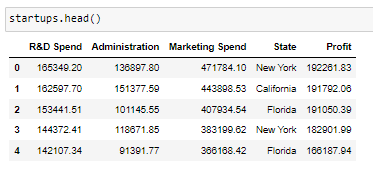 startups.head()
R&D Spend Administration Marketing Spend State Profit
0 165349.20 136897.80 471784.10 New York 192261.83
1 162597.70 151377.59 443898.53 California 191792.06
2 153441.51 101145.55 407934.54 Florida 191050.39
3 144372.41 118671.85 383199.62 New York 182901.99
4 142107.34 91391.77 366168.42 Florida 166187.94